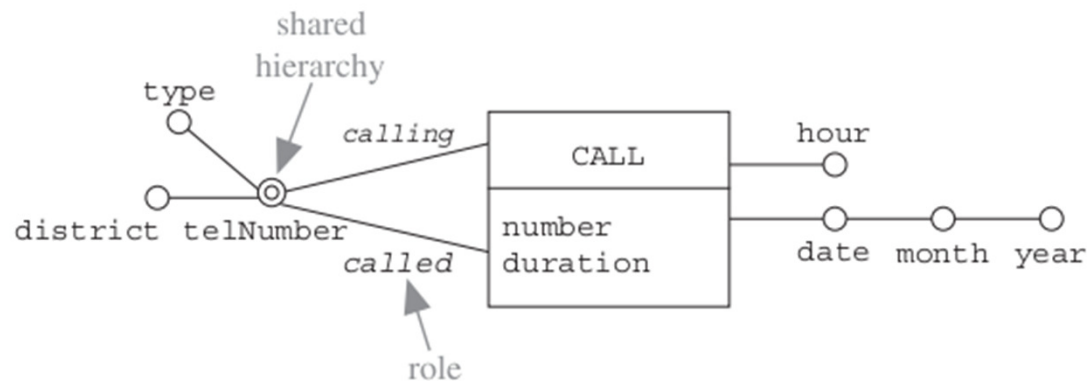 shared
hierarchy
type
calling
CALL
hour
district telNumber
called
number
duration
date month year
role